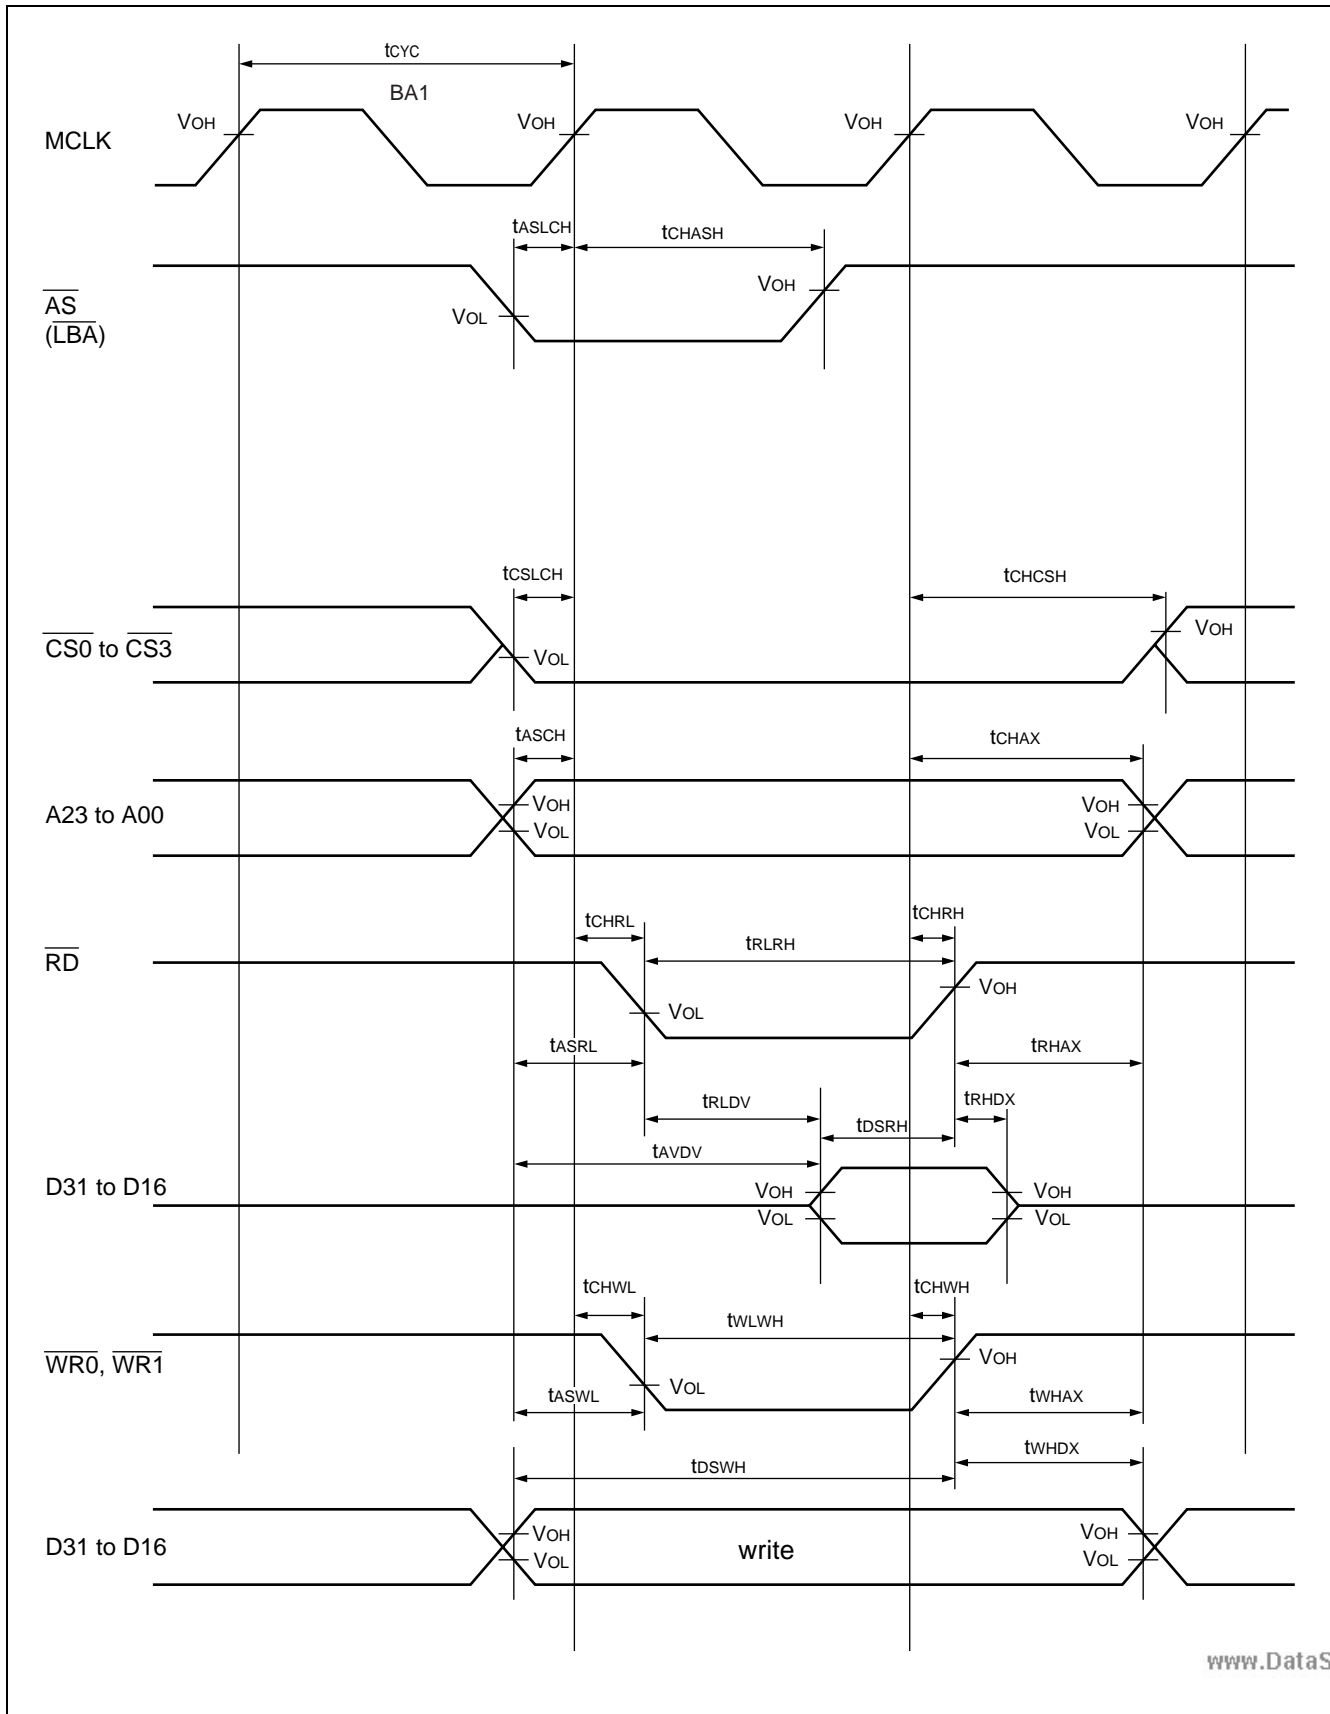 tCYC
BA1
MCLK
VOH VOH VOH VOH
tASLCH tCHASH
AS
(LBA)
VOL VOH
tCSLCH tCHCSH
CS0 to CS3
VOL VOH
tASCH tCHAX
A23 to A00
VOH VOH
VOL VOL
tCHRL tCHRH
tRLRH
RD
VOL VOH
tASRL tRHAX
tRLDV tRHDX
tDSRH
tAVDV
D31 to D16
VOH VOH
VOL VOL
tCHWL tCHWH
tWLWH
WR0, WR1
VOL VOH
tASWL tWHAX
tDSWH tWHDX
D31 to D16
VOH write VOH
VOL VOL
www.DataS